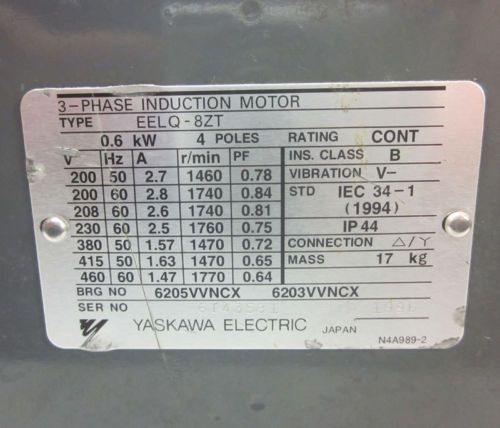 3-PHASE INDUCTION MOTOR
TYPE EELQ-8ZT
0.6 kW 4 POLES RATING CONT
V Hz A r/min PF INS. CLASS B
200 50 2.7 1460 0.78 VIBRATION V-
200 60 2.8 1740 0.84 STD IEC 34-1
208 60 2.6 1740 0.81 (1994)
230 60 2.5 1760 0.75 IP44
380 50 1.57 1470 0.72 CONNECTION △/Y
415 50 1.63 1470 0.65 MASS 17 kg
460 60 1.47 1770 0.64
BRG NO 6205VVNCX 6203VVNCX
SER NO
YASKAWA ELECTRIC JAPAN N4A989-2